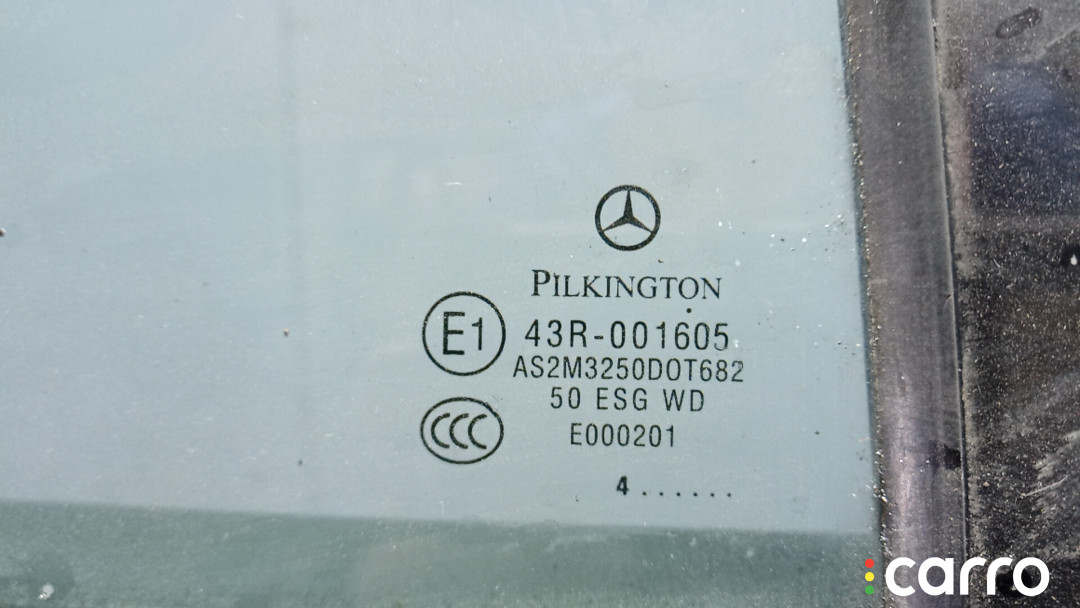 PILKINGTON
E1 43R-001605
AS2M3250DOT682
50 ESG WD
CCC E000201
4 . . . . . .
carro